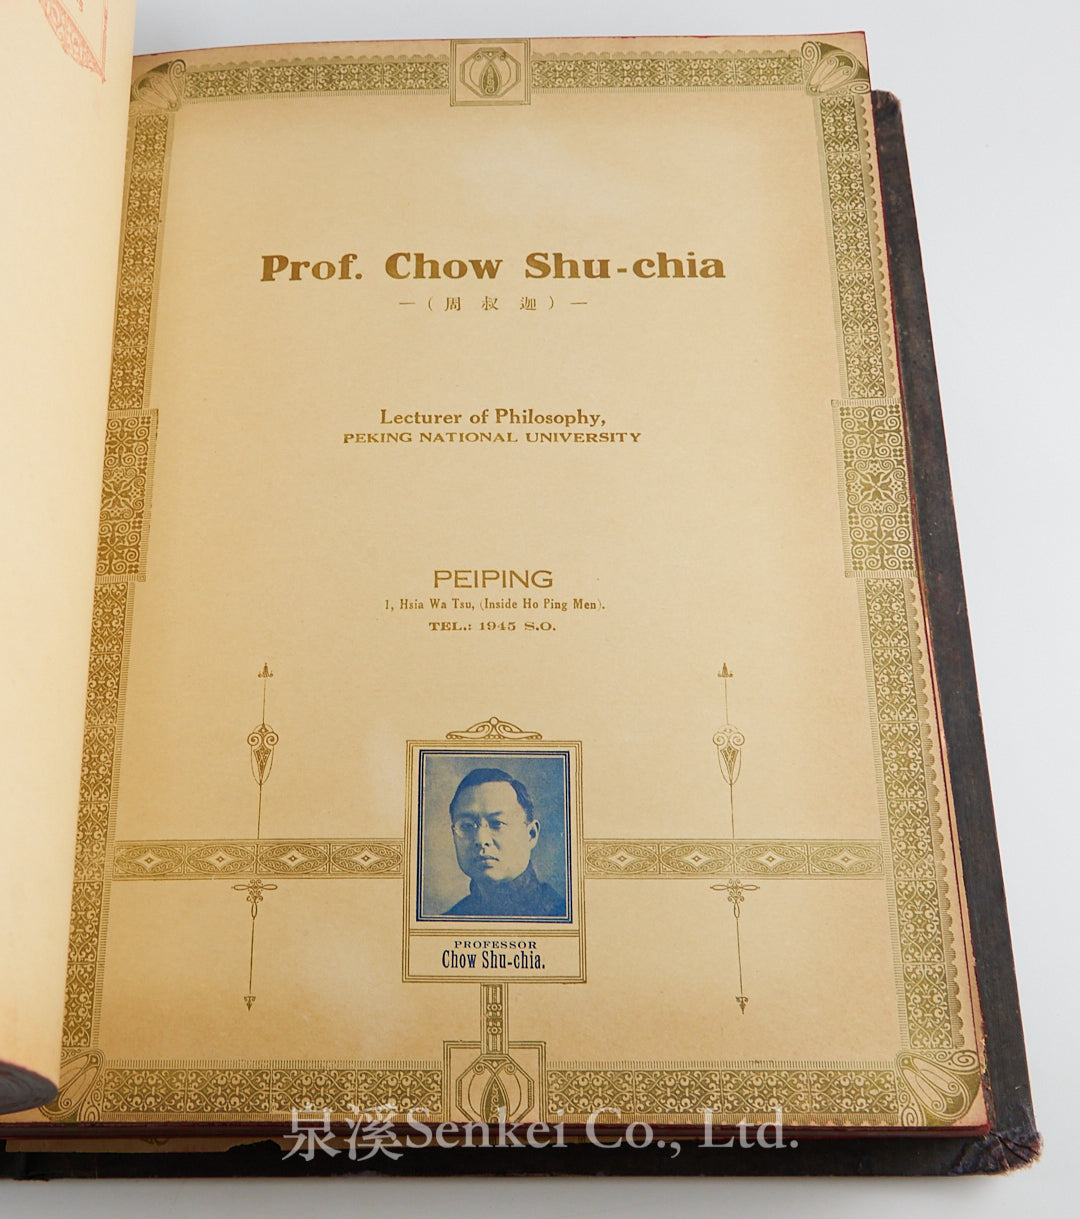 Prof. Chow Shu-chia
—(周叔迦)—
Lecturer of Philosophy,
PEKING NATIONAL UNIVERSITY
PEIPING
1, Hsia Wa Tsu, (Inside Ho Ping Men).
TEL.: 1945 S.O.
PROFESSOR
Chow Shu-chia.
泉溪Senkei Co., Ltd.